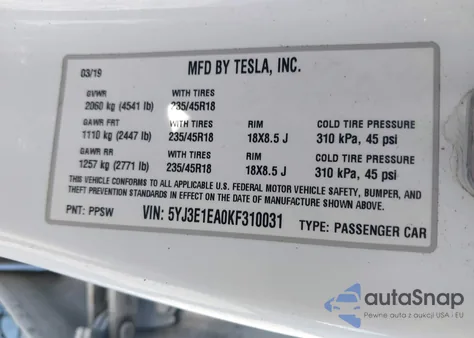 03/19 MFD BY TESLA, INC.
GVWR WITH TIRES
2060 kg (4541 lb) 235/45R18
GAWR FRT WITH TIRES RIM COLD TIRE PRESSURE
1110 kg (2447 lb) 235/45R18 18X8.5 J 310 kPa, 45 psi
GAWR RR WITH TIRES RIM COLD TIRE PRESSURE
1257 kg (2771 lb) 235/45R18 18X8.5 J 310 kPa, 45 psi
THIS VEHICLE CONFORMS TO ALL APPLICABLE U.S. FEDERAL MOTOR VEHICLE SAFETY, BUMPER, AND
THEFT PREVENTION STANDARDS IN EFFECT ON THE DATE OF MANUFACTURE SHOWN ABOVE.
PNT: PPSW VIN: 5YJ3E1EA0KF310031 TYPE: PASSENGER CAR
autoSnap
Pewne auta z aukcji USA i EU